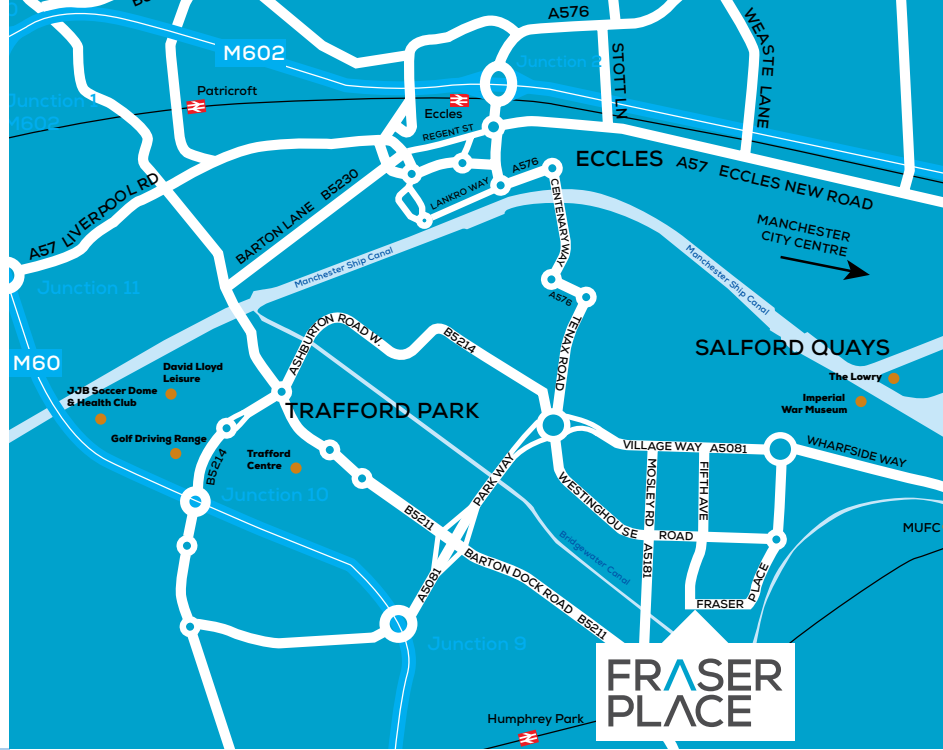 A576
M602
Junction 2
STOTT LN
WEASTE LANE
Patricroft
Junction 1
M602
Eccles
REGENT ST
ECCLES
A57
ECCLES NEW ROAD
A576
LANKRO WAY
CENTENARY WAY
A57 LIVERPOOL RD
BARTON LANE B5230
MANCHESTER
CITY CENTRE
Manchester Ship Canal
Manchester Ship Canal
Junction 11
A576
TENAX ROAD
ASHBURTON ROAD W.
B5214
SALFORD QUAYS
M60
David Lloyd
Leisure
The Lowry
JJB Soccer Dome
& Health Club
Imperial
War Museum
TRAFFORD PARK
Golf Driving Range
Trafford
Centre
B5214
VILLAGE WAY A5081
WHARFSIDE WAY
PARK WAY
MOSLEY RD
FIFTH AVE
WESTINGHOUSE ROAD
Junction 10
B5211
MUFC
Bridgewater Canal
A5181
BARTON DOCK ROAD B5211
A5081
FRASER PLACE
Junction 9
FRASER
PLACE
Humphrey Park